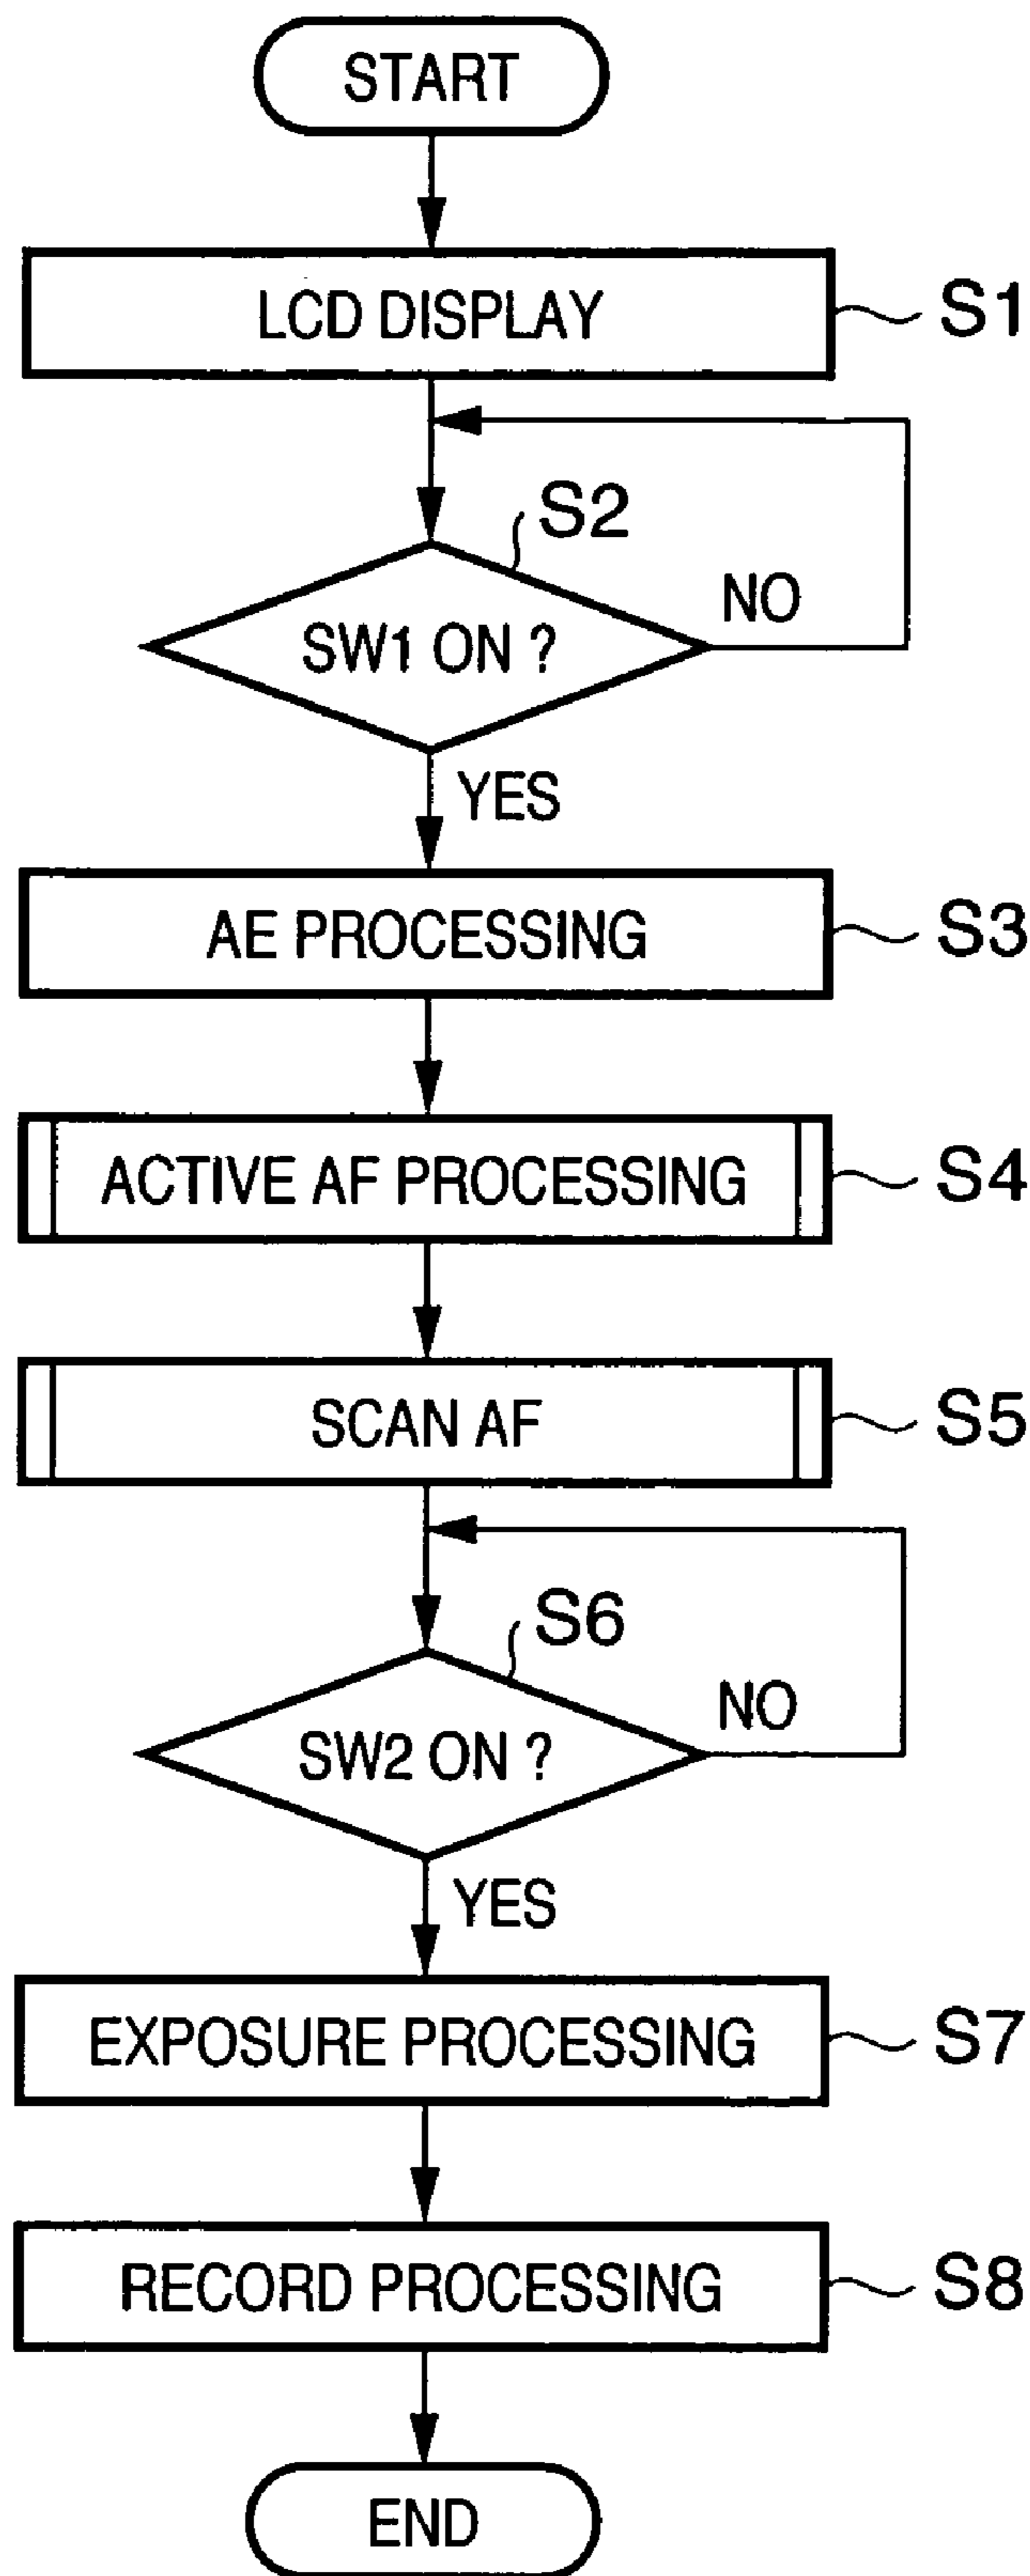 START
LCD DISPLAY
S1
S2
SW1 ON ?
NO
YES
AE PROCESSING
S3
ACTIVE AF PROCESSING
S4
SCAN AF
S5
S6
SW2 ON ?
NO
YES
EXPOSURE PROCESSING
S7
RECORD PROCESSING
S8
END